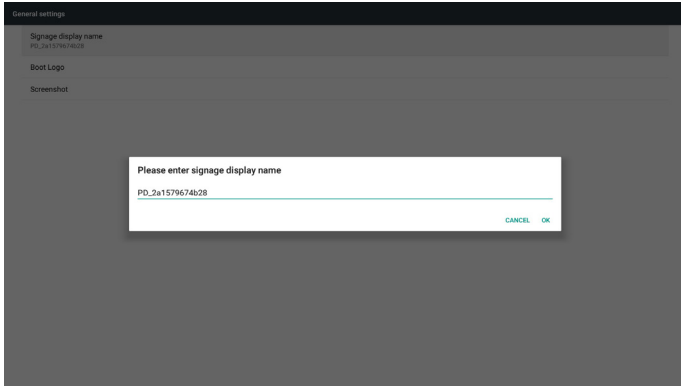 General settings
Signage display name
PD_2a1579674b28
Boot Logo
Screenshot
Please enter signage display name
PD_2a1579674b28
CANCEL OK